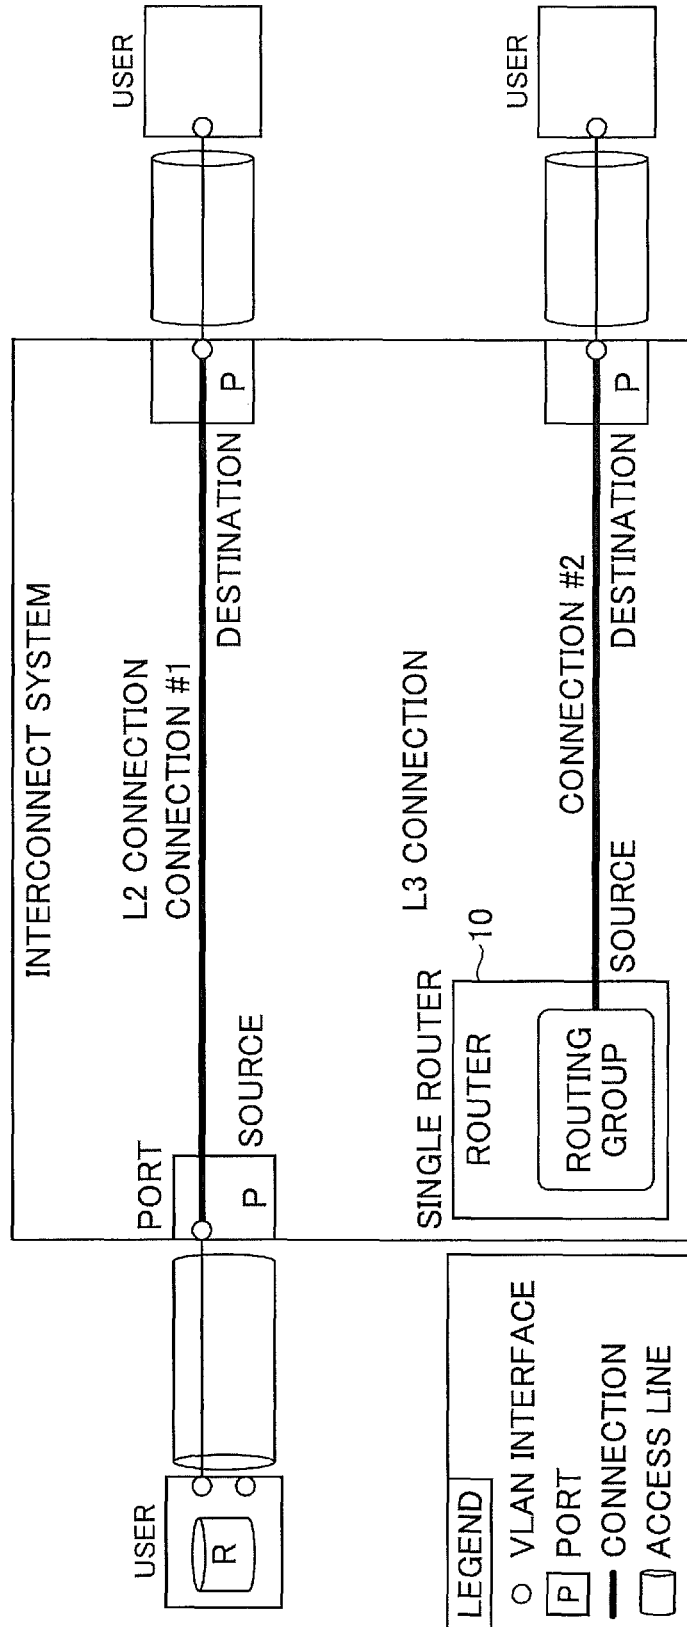 INTERCONNECT SYSTEM
L2 CONNECTION
CONNECTION #1
USER
R
PORT
P
SOURCE
DESTINATION
P
USER
L3 CONNECTION
SINGLE ROUTER
10
ROUTER
ROUTING
GROUP
SOURCE
CONNECTION #2
DESTINATION
P
USER
LEGEND
VLAN INTERFACE
P PORT
CONNECTION
ACCESS LINE